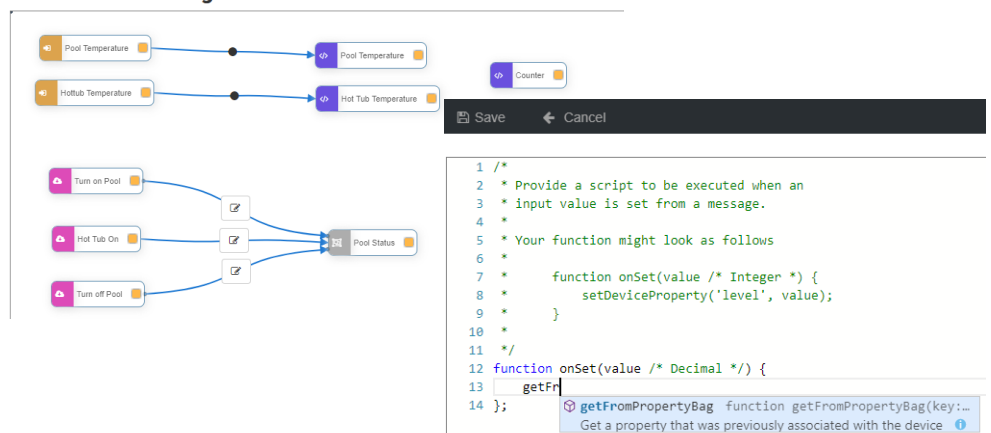 Pool Temperature
Pool Temperature
Hottub Temperature
Hot Tub Temperature
Counter
Turn on Pool
Hot Tub On
Pool Status
Turn off Pool
Save Cancel
1 /*
2 * Provide a script to be executed when an
3 * input value is set from a message.
4 *
5 * Your function might look as follows
6 *
7 * function onSet(value /* Integer *) {
8 * setDeviceProperty('level', value);
9 * }
10 *
11 */
12 function onSet(value /* Decimal */) {
13 getFr
14 };
getFromPropertyBag function getFromPropertyBag(key:…
Get a property that was previously associated with the device